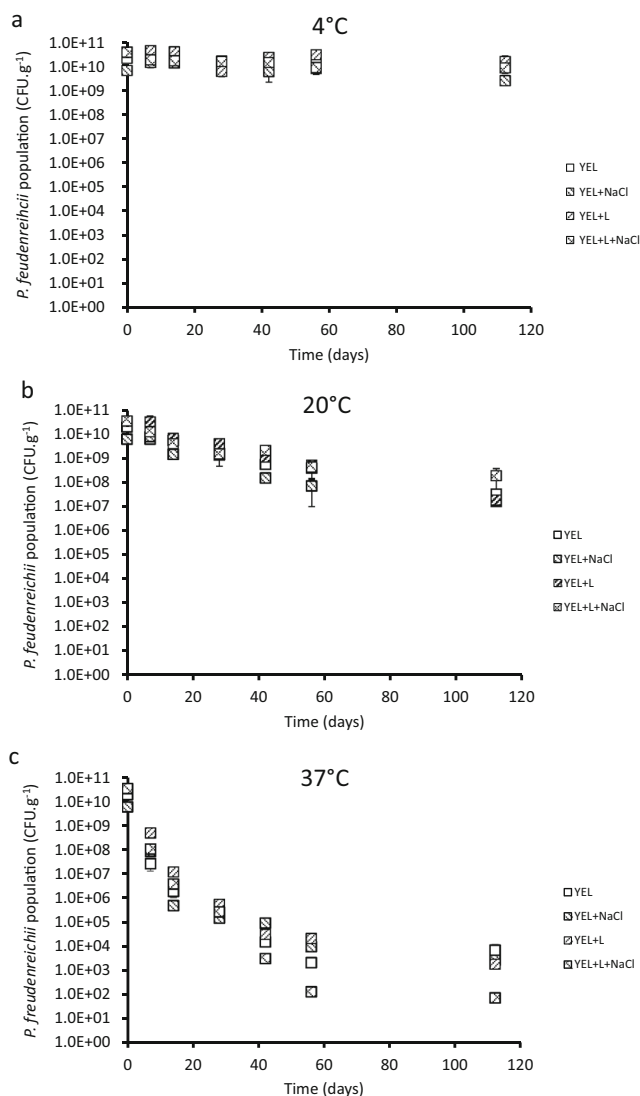 a
4°C
P. feudenreihcii population (CFU.g⁻¹)
1.0E+11
1.0E+10
1.0E+09
1.0E+08
1.0E+07
1.0E+06
1.0E+05
1.0E+04
1.0E+03
1.0E+02
1.0E+01
1.0E+00
0 20 40 60 80 100 120
Time (days)
YEL
YEL+NaCl
YEL+L
YEL+L+NaCl
b
20°C
P. feudenreichii population (CFU.g⁻¹)
1.0E+11
1.0E+10
1.0E+09
1.0E+08
1.0E+07
1.0E+06
1.0E+05
1.0E+04
1.0E+03
1.0E+02
1.0E+01
1.0E+00
0 20 40 60 80 100 120
Time (days)
YEL
YEL+NaCl
YEL+L
YEL+L+NaCl
c
37°C
P. freudenreichii population (CFU.g⁻¹)
1.0E+11
1.0E+10
1.0E+09
1.0E+08
1.0E+07
1.0E+06
1.0E+05
1.0E+04
1.0E+03
1.0E+02
1.0E+01
1.0E+00
0 20 40 60 80 100 120
Time (days)
YEL
YEL+NaCl
YEL+L
YEL+L+NaCl